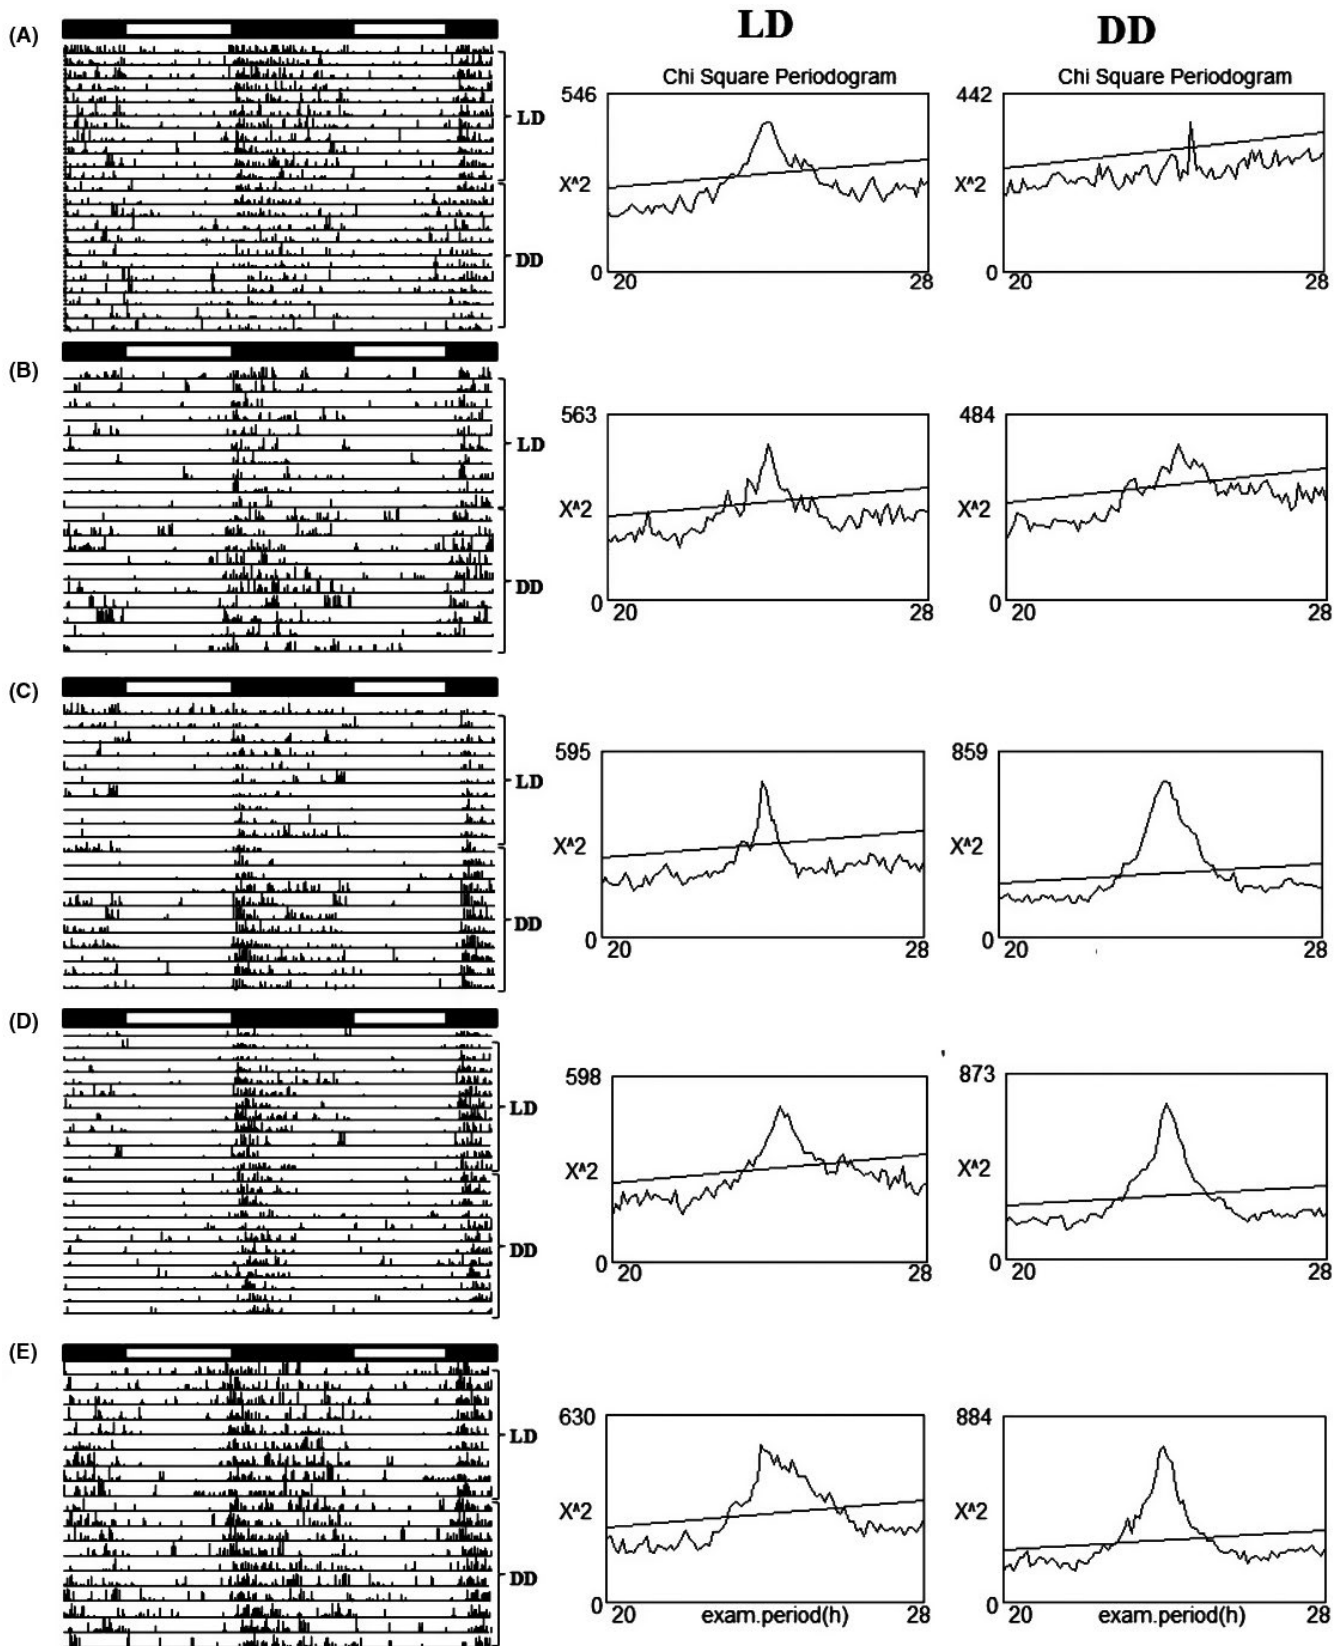 LD DD
(A)
Chi Square Periodogram Chi Square Periodogram
546 442
LD
X^2 X^2
DD
0 20 28 0 20 28
(B)
563 484
LD
X^2 X^2
DD
0 20 28 0 20 28
(C)
595 859
LD
X^2 X^2
DD
0 20 28 0 20 28
(D)
598 873
LD
X^2 X^2
DD
0 20 28 0 20 28
(E)
630 884
LD
X^2 X^2
DD
0 20 exam.period(h) 28 0 20 exam.period(h) 28